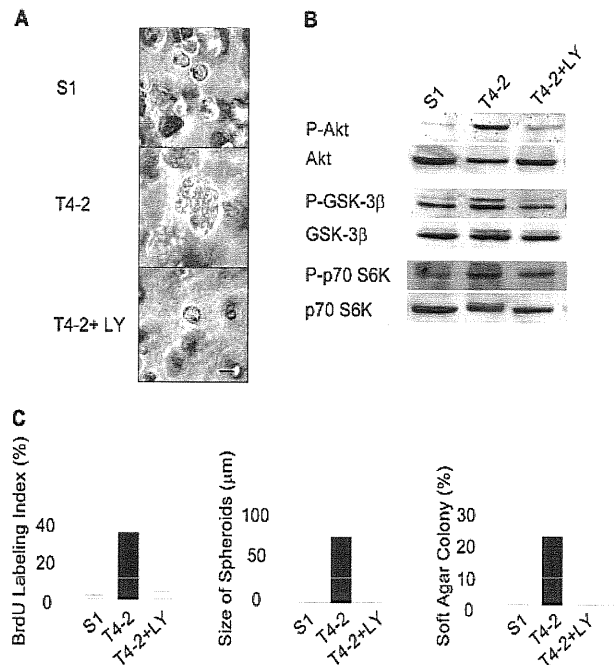 A
S1
T4-2
T4-2+ LY
B
S1 T4-2 T4-2+LY
P-Akt
Akt
P-GSK-3β
GSK-3β
P-p70 S6K
p70 S6K
C
BrdU Labeling Index (%)
40
20
0
S1 T4-2 T4-2+LY
Size of Spheroids (µm)
100
50
0
S1 T4-2 T4-2+LY
Soft Agar Colony (%)
30
20
10
0
S1 T4-2 T4-2+LY